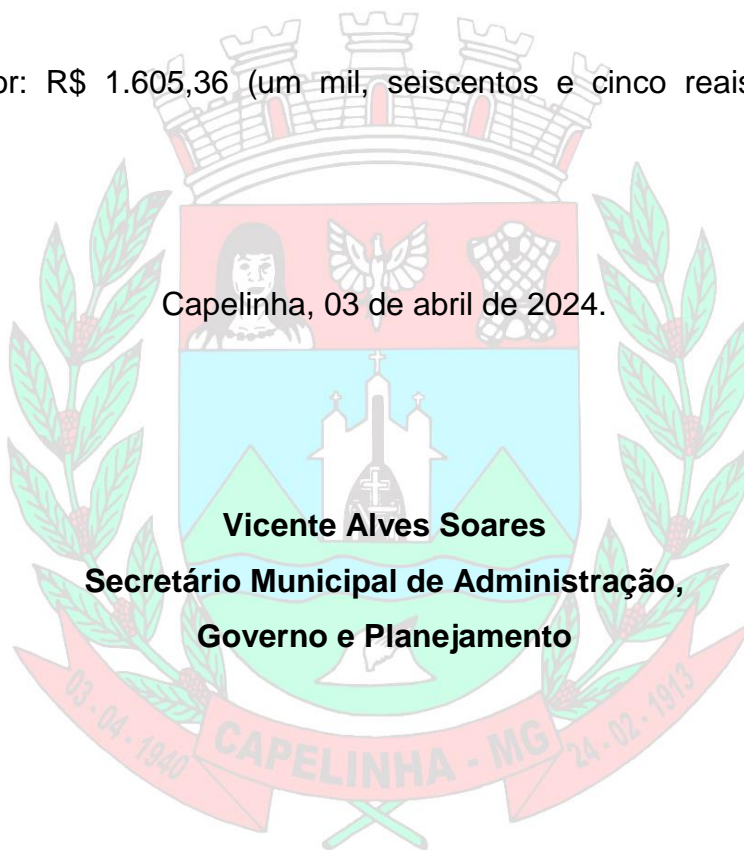 or: R$ 1.605,36 (um mil, seiscentos e cinco reais
Capelinha, 03 de abril de 2024.
Vicente Alves Soares
Secretário Municipal de Administração,
Governo e Planejamento
03-04-1940
CAPELINHA - MG
24-02-1913